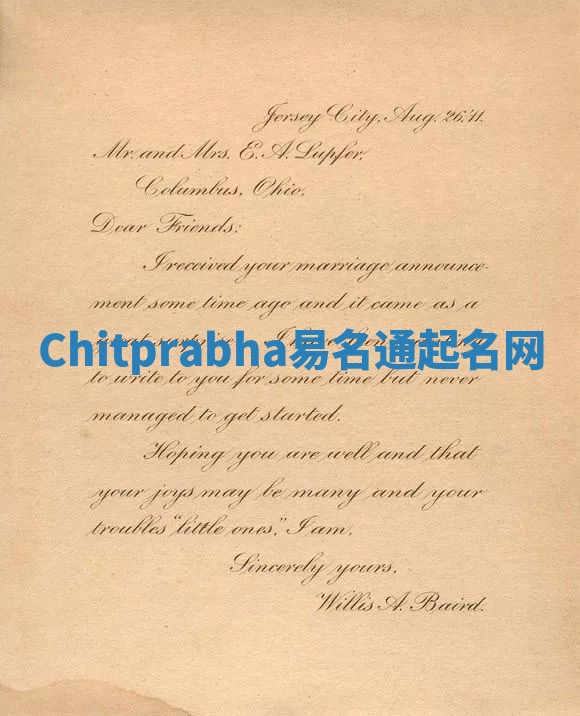 Jersey City, Aug. 26,'11.
Mr. and Mrs. E. A. Lupfer,
Columbus, Ohio.
Dear Friends:
I received your marriage announce-
ment some time ago and it came as a
Chitprabha易名通起名网
to write to you for some time but never
managed to get started.
Hoping you are well and that
your joys may be many and your
troubles "little ones," I am,
Sincerely yours,
Willis A. Baird.